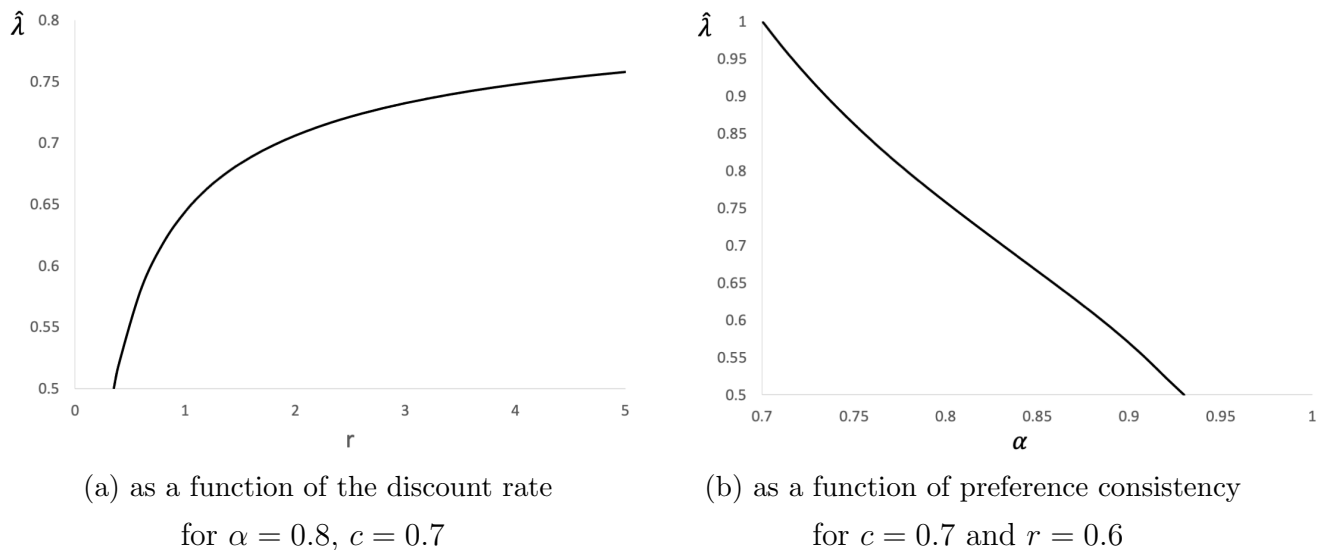 λ̂
0.8
0.75
0.7
0.65
0.6
0.55
0.5
0 1 2 3 4 5
r
(a) as a function of the discount rate
for α = 0.8, c = 0.7
λ̂
1
0.95
0.9
0.85
0.8
0.75
0.7
0.65
0.6
0.55
0.5
0.7 0.75 0.8 0.85 0.9 0.95 1
α
(b) as a function of preference consistency
for c = 0.7 and r = 0.6